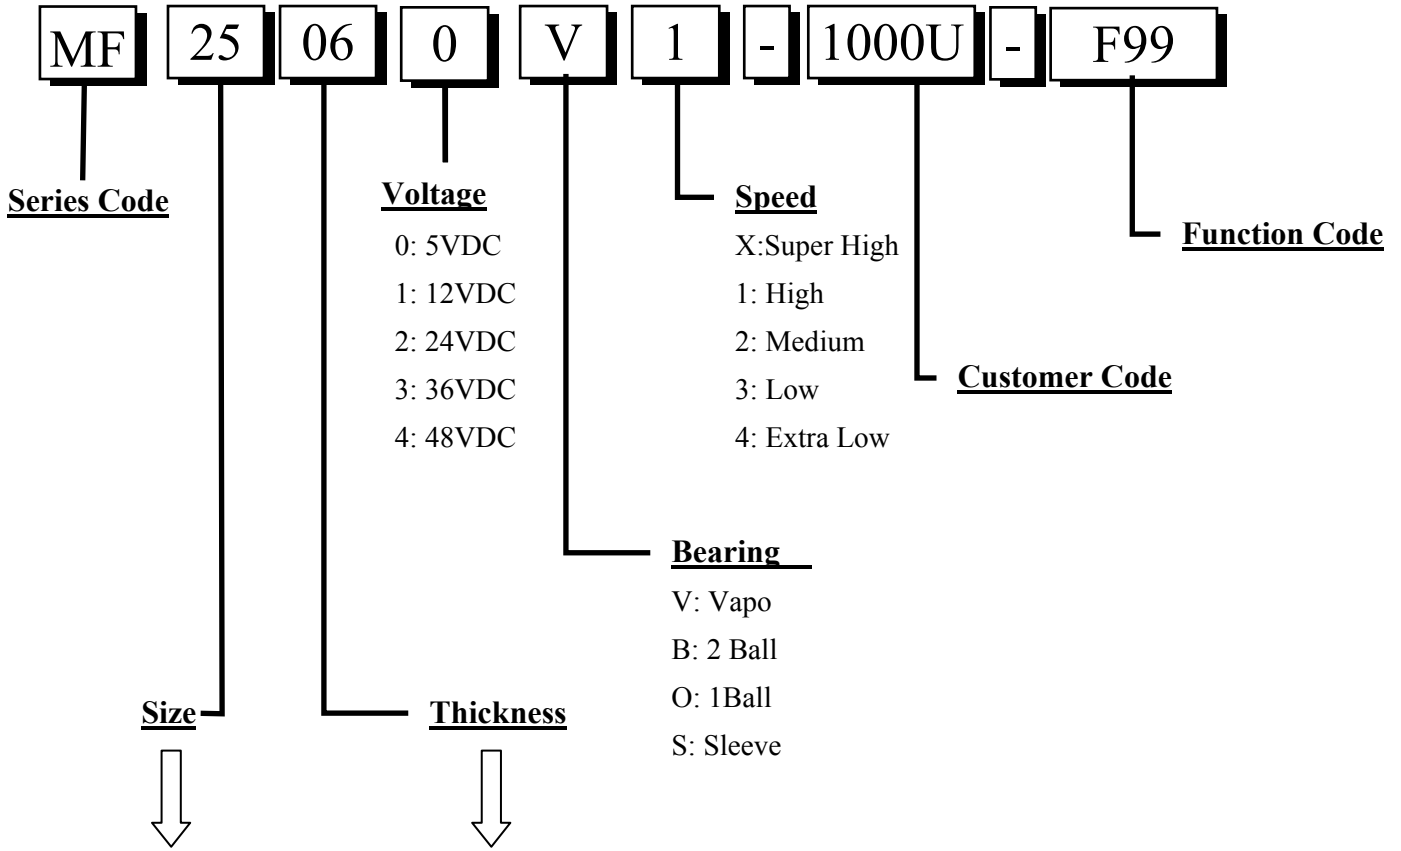 MF 25 06 0 V 1 - 1000U - F99
Series Code
Voltage
0: 5VDC
1: 12VDC
2: 24VDC
3: 36VDC
4: 48VDC
Speed
X:Super High
1: High
2: Medium
3: Low
4: Extra Low
Function Code
Customer Code
Bearing
V: Vapo
B: 2 Ball
O: 1Ball
S: Sleeve
Size
Thickness